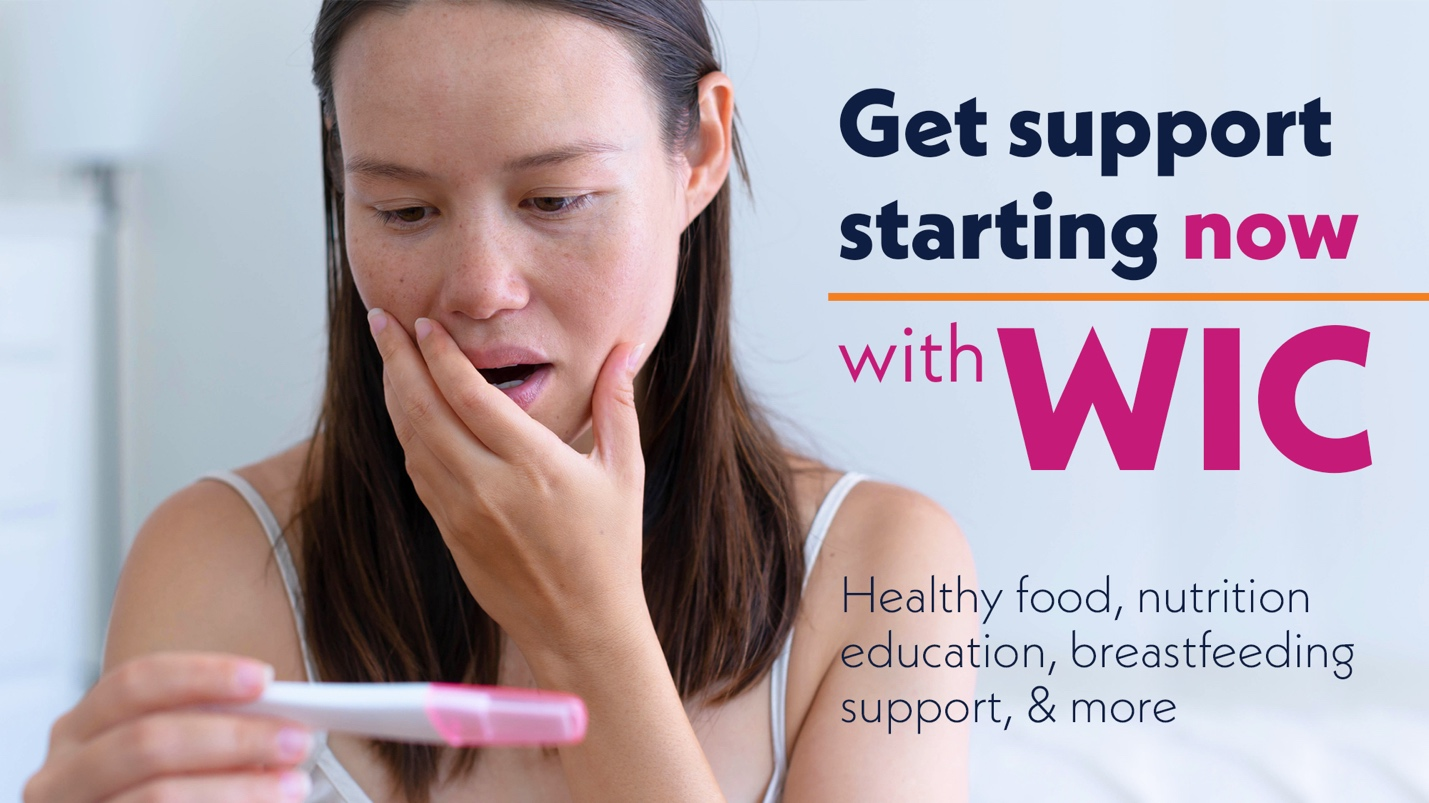 Get support
starting now
with WIC
Healthy food, nutrition
education, breastfeeding
support, & more